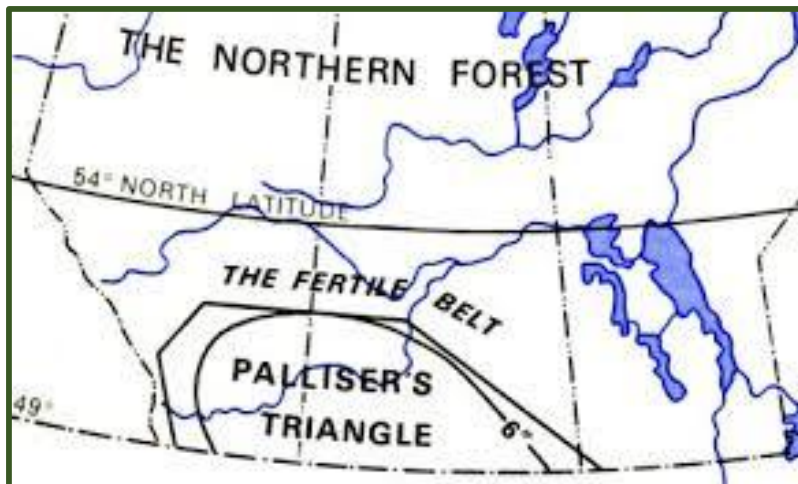 THE NORTHERN FOREST
54° NORTH LATITUDE
THE FERTILE BELT
PALLISER'S
TRIANGLE
6"
49°